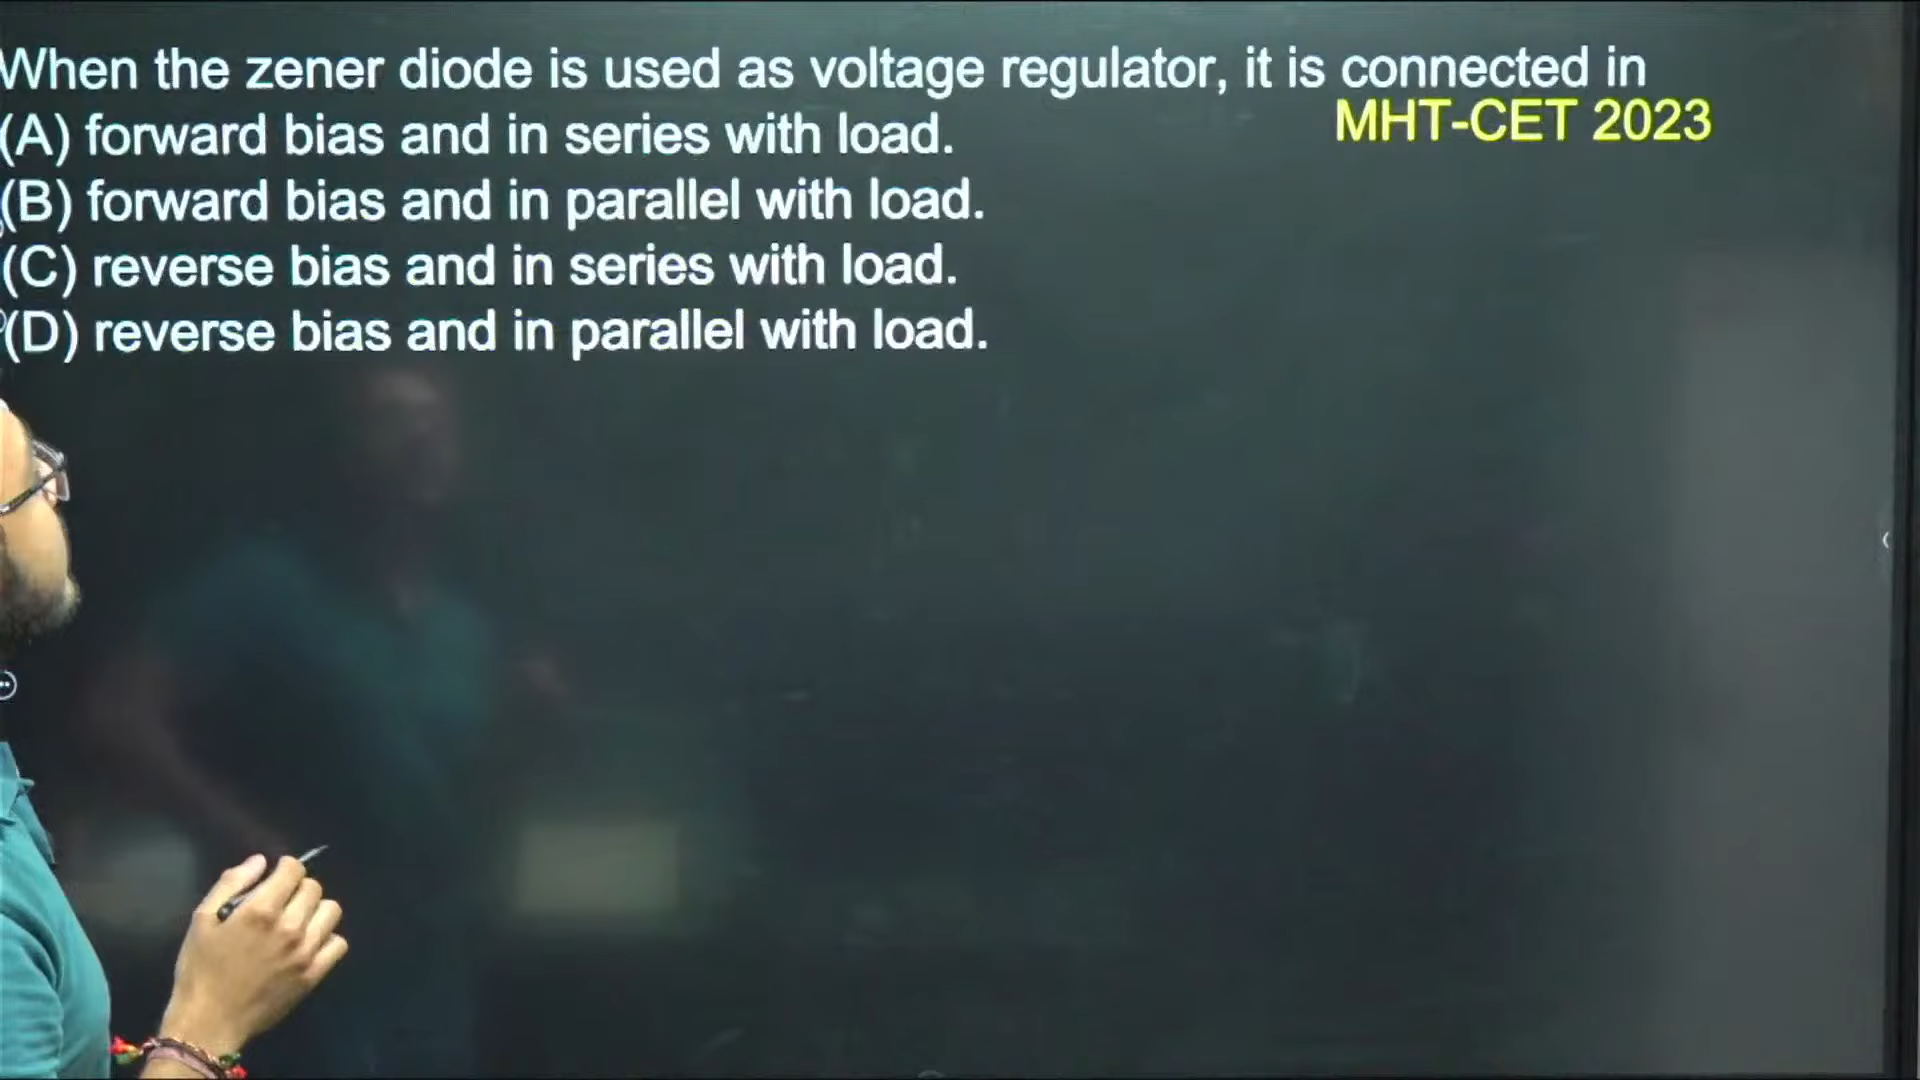 When the zener diode is used as voltage regulator, it is connected in
MHT-CET 2023
(A) forward bias and in series with load.
(B) forward bias and in parallel with load.
(C) reverse bias and in series with load.
(D) reverse bias and in parallel with load.